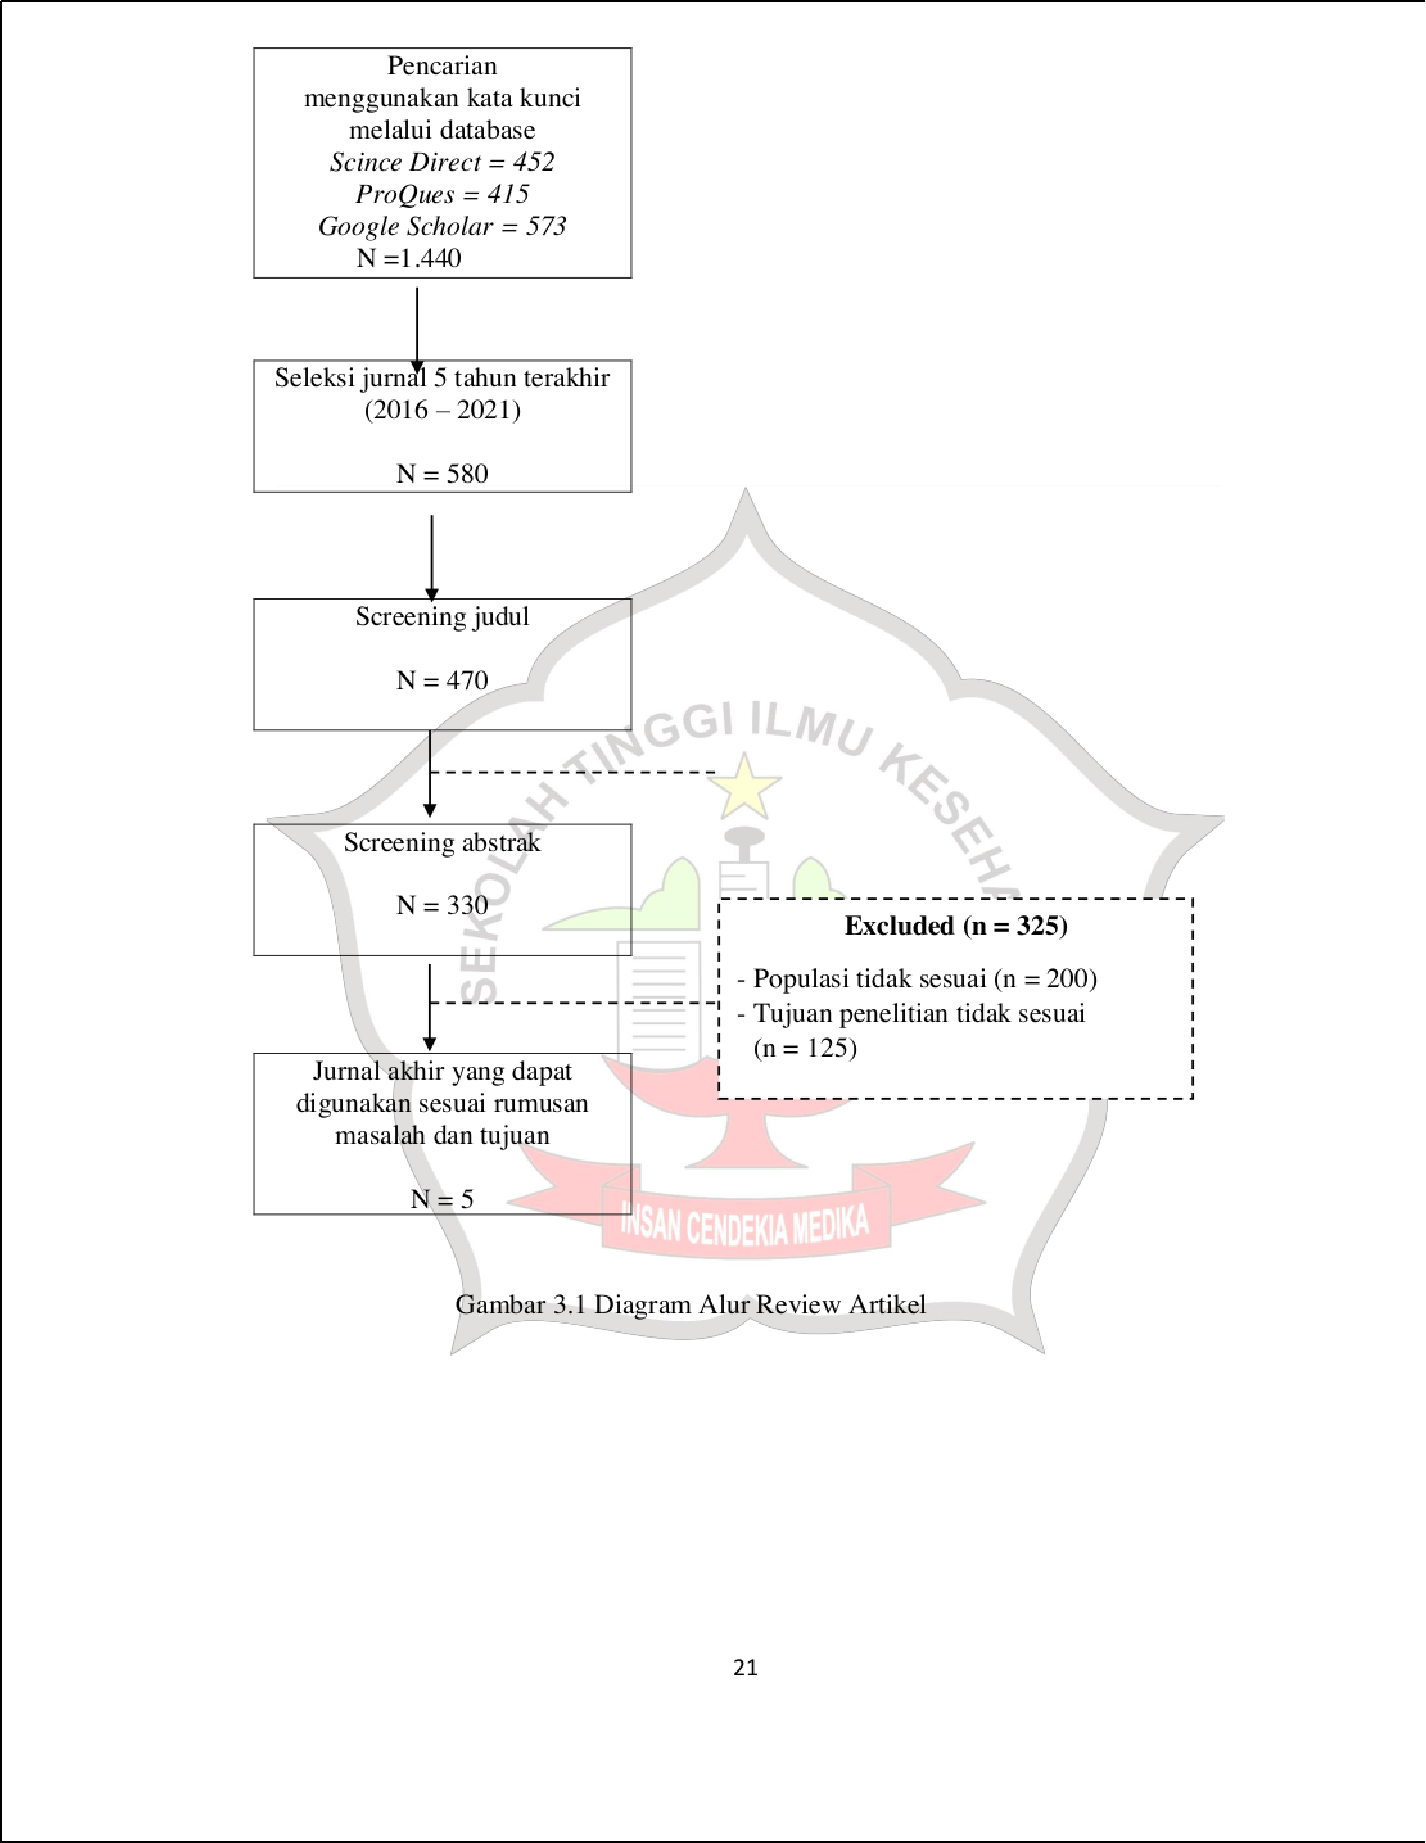 Pencarian
menggunakan kata kunci
melalui database
Scince Direct = 452
ProQues = 415
Google Scholar = 573
N =1.440
Seleksi jurnal 5 tahun terakhir
(2016 – 2021)
N = 580
Screening judul
N = 470
SEKOLAH TINGGI ILMU KESEHA
Screening abstrak
N = 330
Excluded (n = 325)
- Populasi tidak sesuai (n = 200)
- Tujuan penelitian tidak sesuai
(n = 125)
Jurnal akhir yang dapat
digunakan sesuai rumusan
masalah dan tujuan
N = 5
INSAN CENDEKIA MEDIKA
Gambar 3.1 Diagram Alur Review Artikel
21